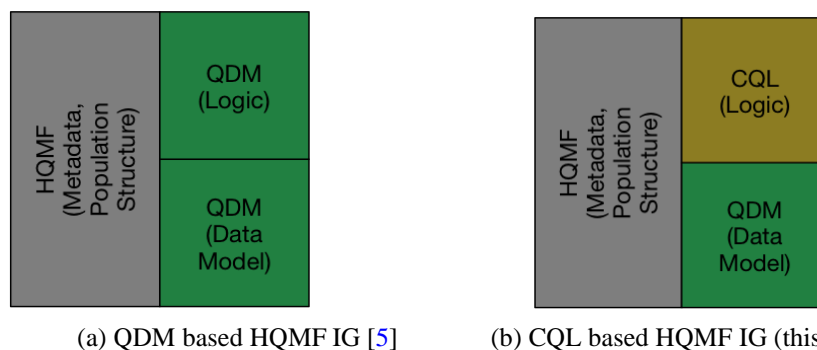 HQMF
(Metadata,
Population
Structure)
QDM
(Logic)
QDM
(Data
Model)
(a) QDM based HQMF IG [5]
HQMF
(Metadata,
Population
Structure)
CQL
(Logic)
QDM
(Data
Model)
(b) CQL based HQMF IG (this